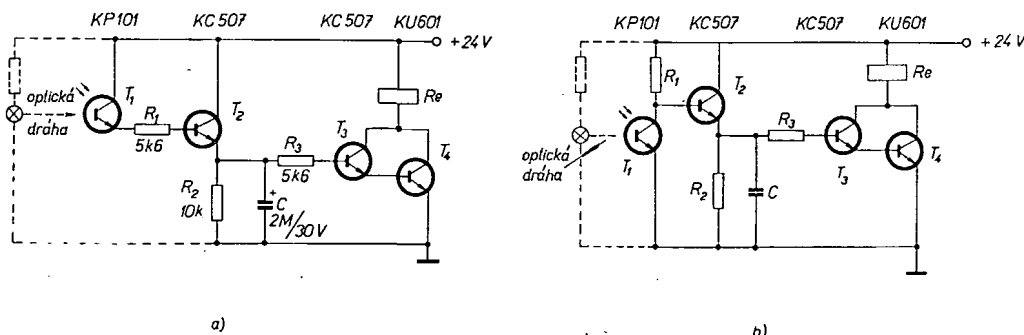 KP101 KC507 KC507 KU601
+24V
optická
dráha
T1
R1
5k6
T2
R2
10k
C
+
2M/30V
R3
5k6
T3
Re
T4
a)
KP101 KC507 KC507 KU601
+24V
optická
dráha
R1
T1
T2
R2
C
R3
T3
Re
T4
b)